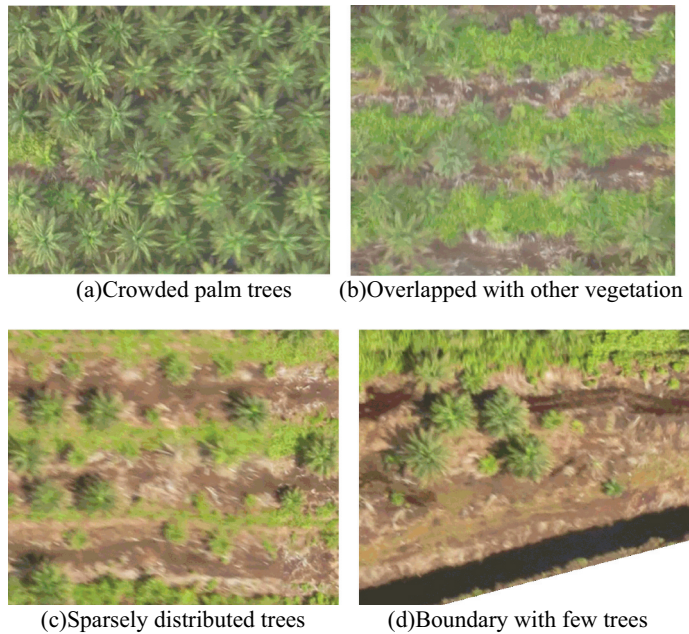 (a)Crowded palm trees
(b)Overlapped with other vegetation
(c)Sparsely distributed trees
(d)Boundary with few trees